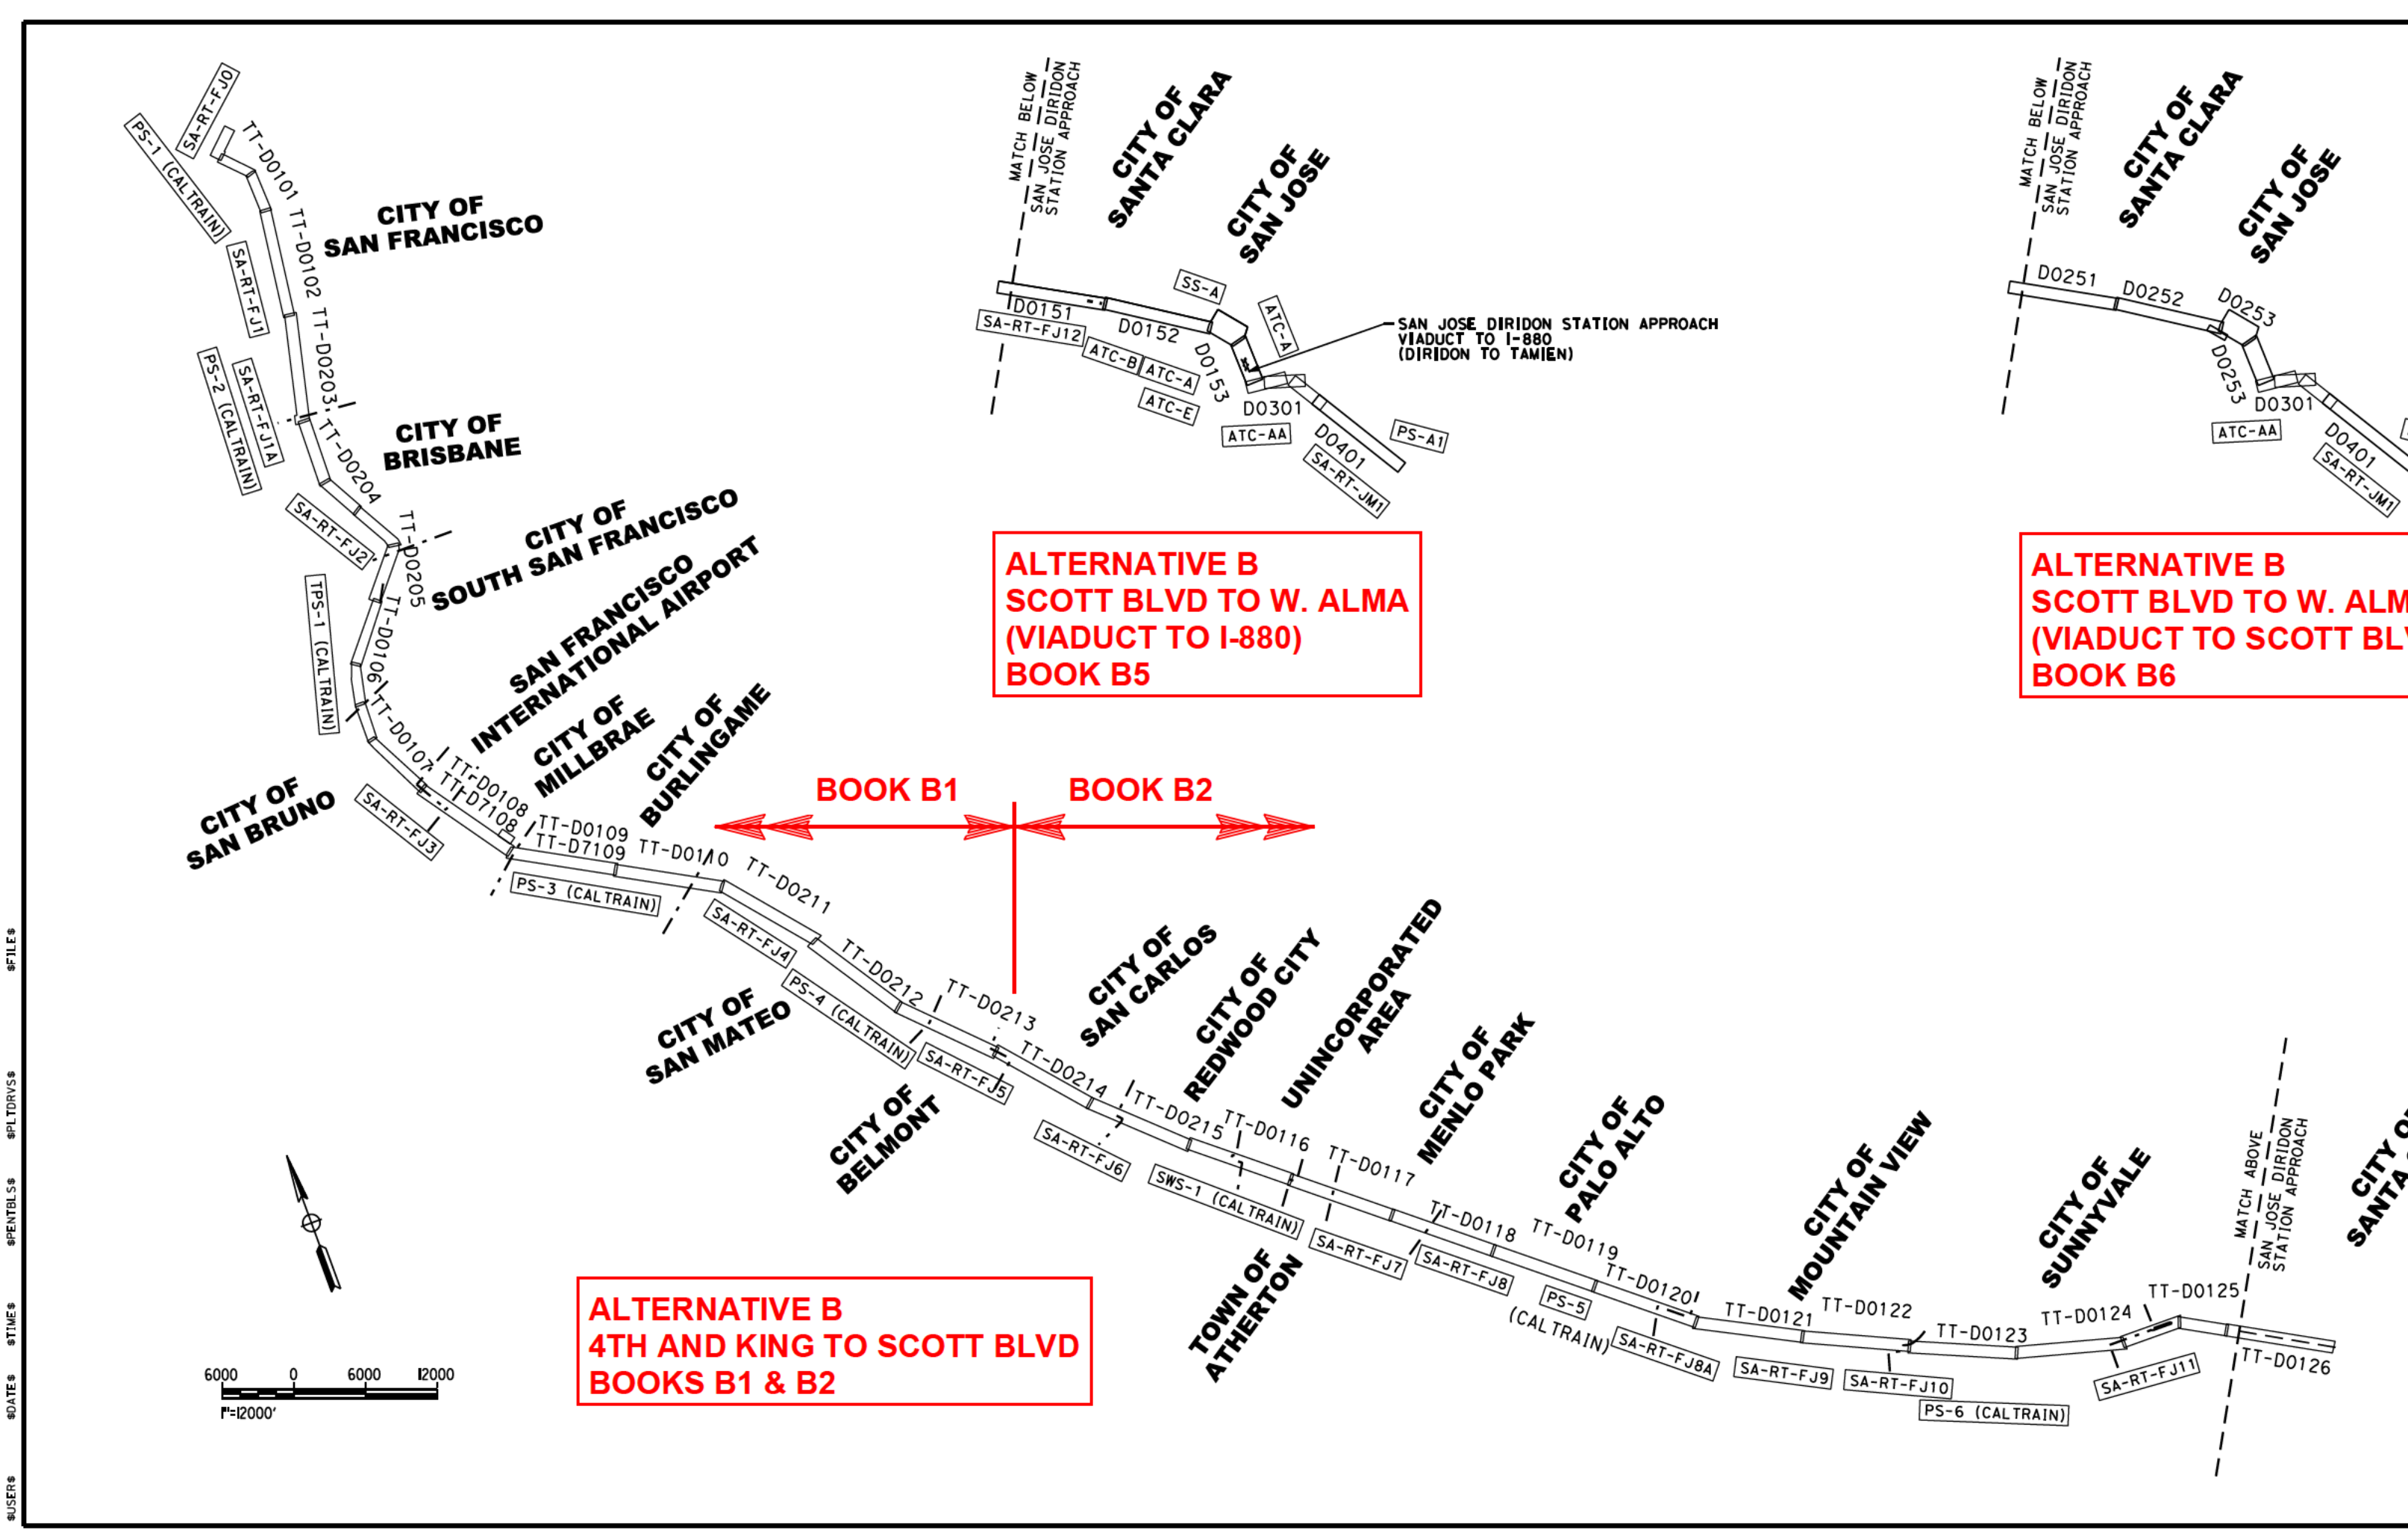 SA-RT-FJ0
PS-1 (CALTRAIN)
TT-D0101
TT-D0102
TT-D0203
SA-RT-FJ1
CITY OF
SAN FRANCISCO
PS-2 (CALTRAIN)
SA-RT-FJ1A
CITY OF
BRISBANE
TT-D0204
SA-RT-FJ2
TT-D0205
CITY OF
SOUTH SAN FRANCISCO
TPS-1 (CALTRAIN)
TT-D0106
SAN FRANCISCO
INTERNATIONAL AIRPORT
TT-D0107
CITY OF
MILLBRAE
CITY OF
BURLINGAME
CITY OF
SAN BRUNO
SA-RT-FJ3
TT-D0108
TT-D7108
TT-D0109
TT-D7109
PS-3 (CALTRAIN)
TT-D0110
TT-D0211
SA-RT-FJ4
BOOK B1
BOOK B2
TT-D0212
PS-4 (CALTRAIN)
CITY OF
SAN MATEO
TT-D0213
SA-RT-FJ5
CITY OF
BELMONT
TT-D0214
SA-RT-FJ6
CITY OF
SAN CARLOS
TT-D0215
CITY OF
REDWOOD CITY
SWS-1 (CALTRAIN)
TT-D0116
UNINCORPORATED
AREA
TT-D0117
TOWN OF
ATHERTON
SA-RT-FJ7
CITY OF
MENLO PARK
TT-D0118
SA-RT-FJ8
TT-D0119
PS-5
(CALTRAIN)
CITY OF
PALO ALTO
TT-D0120
SA-RT-FJ8A
TT-D0121
SA-RT-FJ9
TT-D0122
CITY OF
MOUNTAIN VIEW
SA-RT-FJ10
TT-D0123
PS-6 (CALTRAIN)
CITY OF
SUNNYVALE
TT-D0124
SA-RT-FJ11
TT-D0125
MATCH ABOVE
SAN JOSE DIRIDON
STATION APPROACH
TT-D0126
CITY O
SANTA
MATCH BELOW
SAN JOSE DIRIDON
STATION APPROACH
CITY OF
SANTA CLARA
CITY OF
SAN JOSE
SS-A
ATC-A
D0151
SA-RT-FJ12
D0152
ATC-B
ATC-A
ATC-E
D0153
D0301
ATC-AA
D0401
SA-RT-JM1
PS-A1
SAN JOSE DIRIDON STATION APPROACH
VIADUCT TO I-880
(DIRIDON TO TAMIEN)
ALTERNATIVE B
SCOTT BLVD TO W. ALMA
(VIADUCT TO I-880)
BOOK B5
MATCH BELOW
SAN JOSE DIRIDON
STATION APPROACH
CITY OF
SANTA CLARA
CITY OF
SAN JOSE
D0251
D0252
D0253
D0253
D0301
ATC-AA
D0401
SA-RT-JM1
ALTERNATIVE B
SCOTT BLVD TO W. ALM
(VIADUCT TO SCOTT BL
BOOK B6
ALTERNATIVE B
4TH AND KING TO SCOTT BLVD
BOOKS B1 & B2
6000 0 6000 12000
1"=12000'
$FILE$
$PLTDRVS$
$PENTBLS$
$TIME$
$DATE$
$USER$